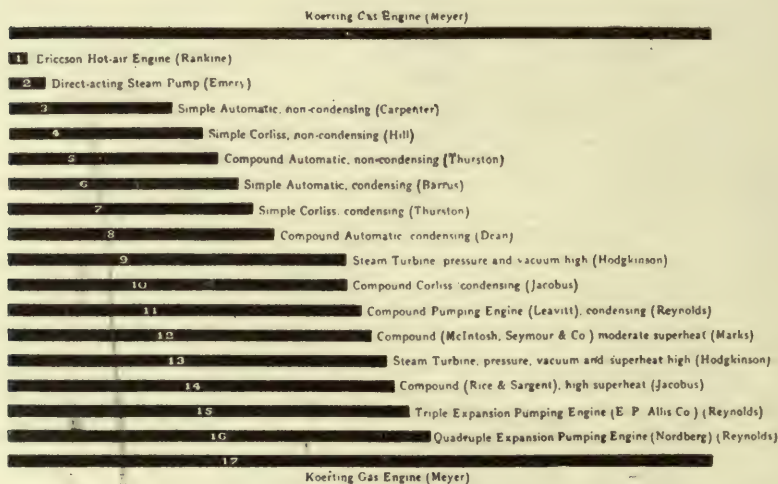 Koerting Gas Engine (Meyer)
1 Ericcson Hot-air Engine (Rankine)
2 Direct-acting Steam Pump (Emery)
3 Simple Automatic, non-condensing (Carpenter)
4 Simple Corliss, non-condensing (Hill)
5 Compound Automatic, non-condensing (Thurston)
6 Simple Automatic, condensing (Barrus)
7 Simple Corliss, condensing (Thurston)
8 Compound Automatic, condensing (Dean)
9 Steam Turbine, pressure and vacuum high (Hodgkinson)
10 Compound Corliss condensing (Jacobus)
11 Compound Pumping Engine (Leavitt), condensing (Reynolds)
12 Compound (McIntosh, Seymour & Co) moderate superheat (Marks)
13 Steam Turbine, pressure, vacuum and superheat high (Hodgkinson)
14 Compound (Rice & Sargent), high superheat (Jacobus)
15 Triple Expansion Pumping Engine (E. P. Allis Co) (Reynolds)
16 Quadruple Expansion Pumping Engine (Nordberg) (Reynolds)
17
Koerting Gas Engine (Meyer)